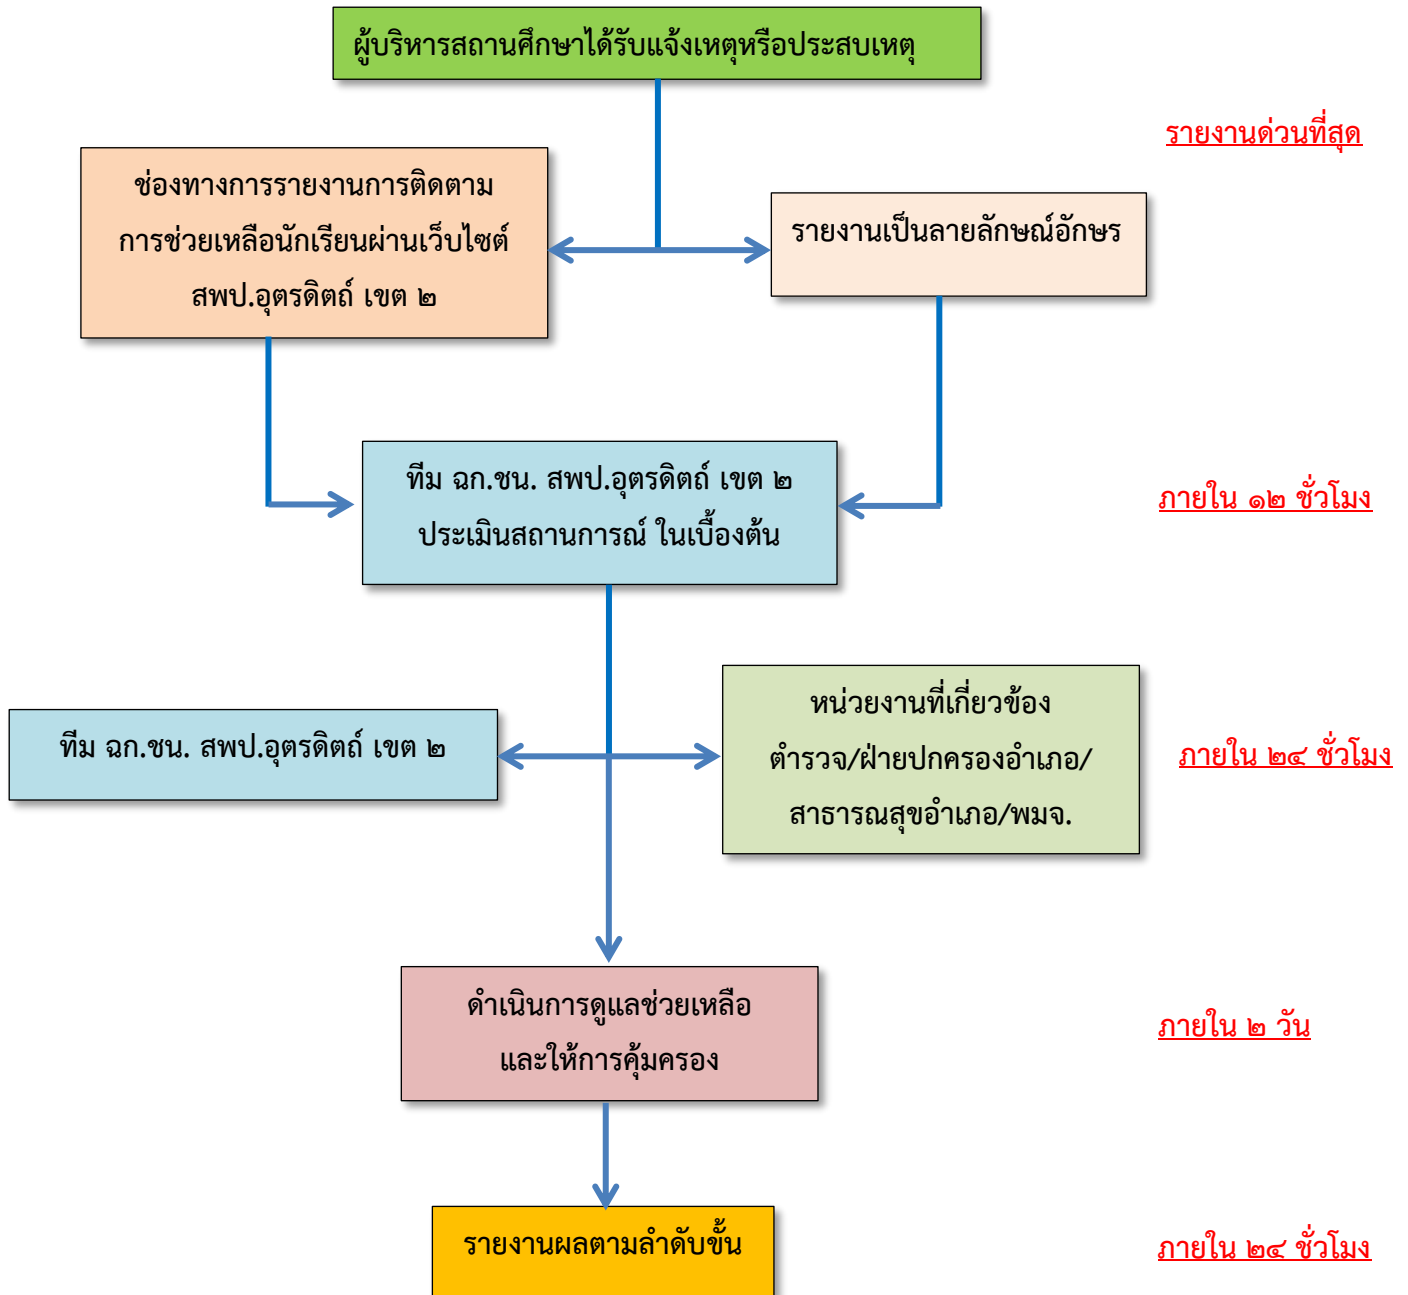 ผู้บริหารสถานศึกษาได้รับแจ้งเหตุหรือประสบเหตุ
รายงานด่วนที่สุด
ช่องทางการรายงานการติดตาม
การช่วยเหลือนักเรียนผ่านเว็บไซต์
สพป.อุตรดิตถ์ เขต ๒
รายงานเป็นลายลักษณ์อักษร
ทีม ฉก.ชน. สพป.อุตรดิตถ์ เขต ๒
ประเมินสถานการณ์ ในเบื้องต้น
ภายใน ๑๒ ชั่วโมง
ทีม ฉก.ชน. สพป.อุตรดิตถ์ เขต ๒
หน่วยงานที่เกี่ยวข้อง
ตำรวจ/ฝ่ายปกครองอำเภอ/
สาธารณสุขอำเภอ/พมจ.
ภายใน ๒๔ ชั่วโมง
ดำเนินการดูแลช่วยเหลือ
และให้การคุ้มครอง
ภายใน ๒ วัน
รายงานผลตามลำดับขั้น
ภายใน ๒๔ ชั่วโมง